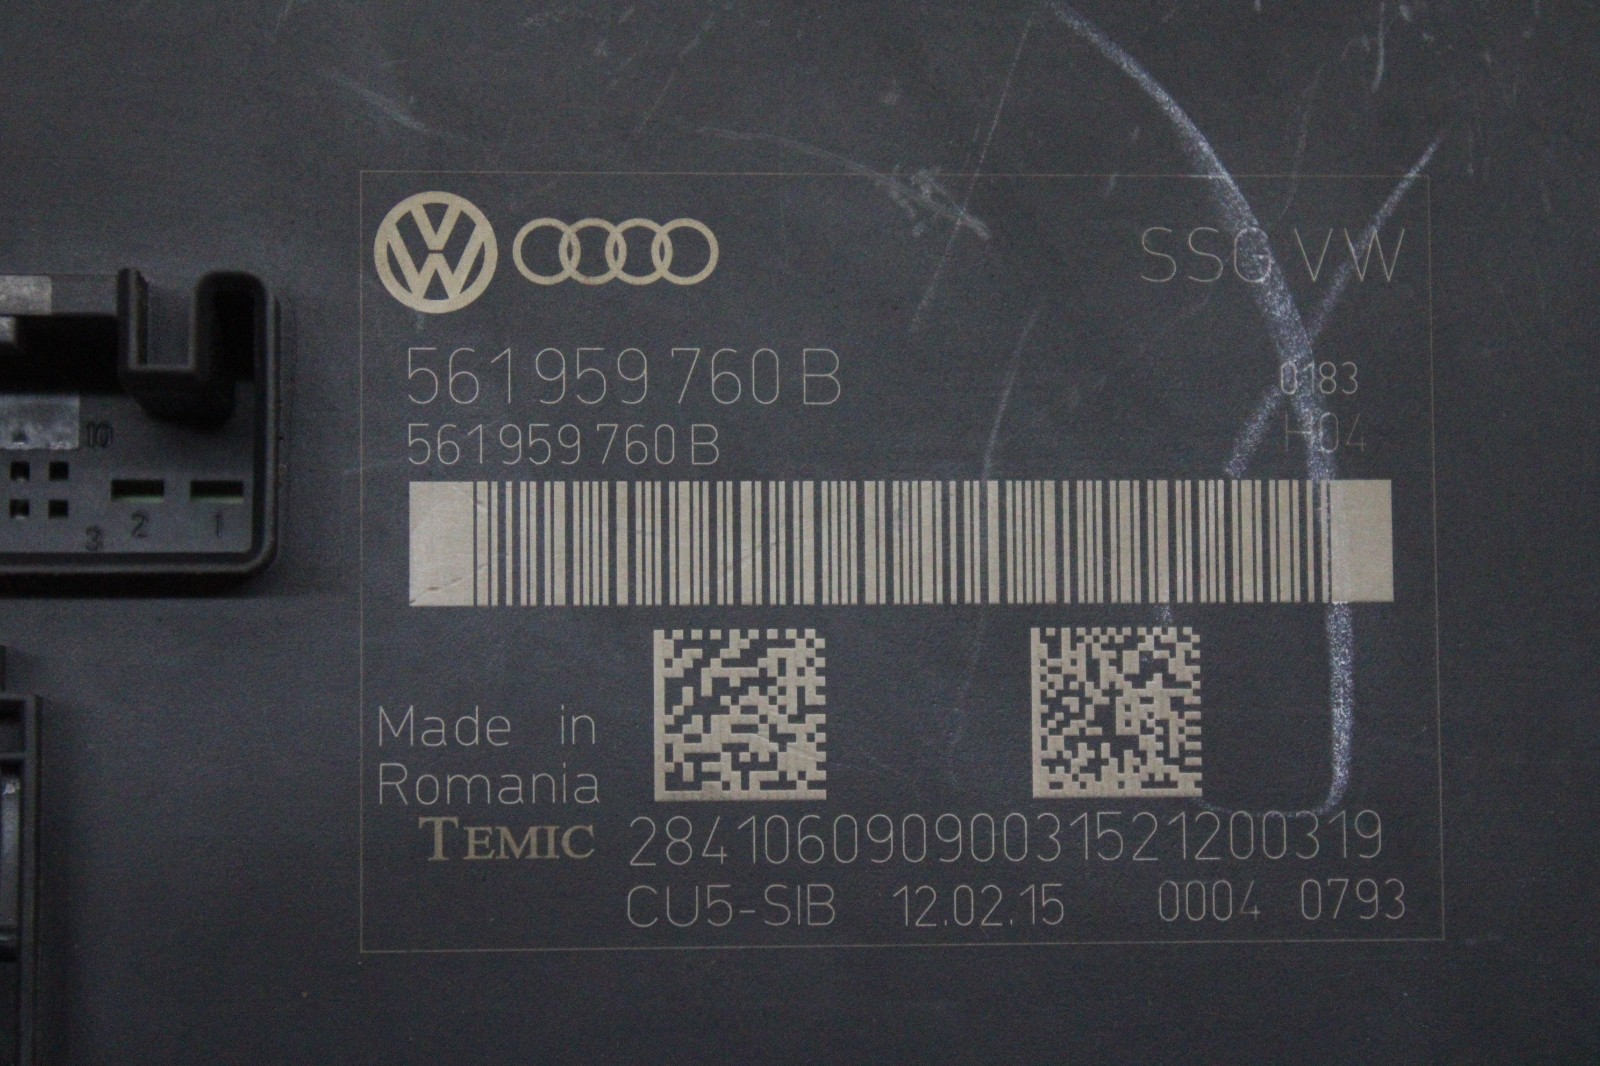 SSO VW
561 959 760 B
0183
561 959 760 B
H04
10
3 2 1
Made in
Romania
TEMIC 28410609090031521200319
CU5-SIB 12.02.15 0004 0793